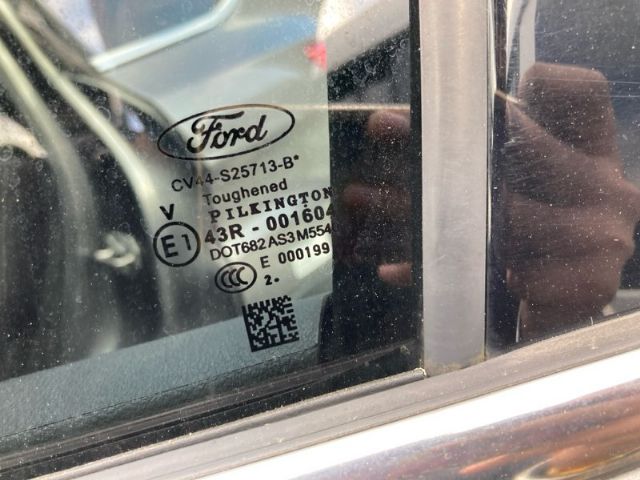 Ford
CV44-S25713-B*
Toughened
PILKINGTON
V
E1
43R - 001604
DOT682 AS3 M554
E 000199
CCC
2.